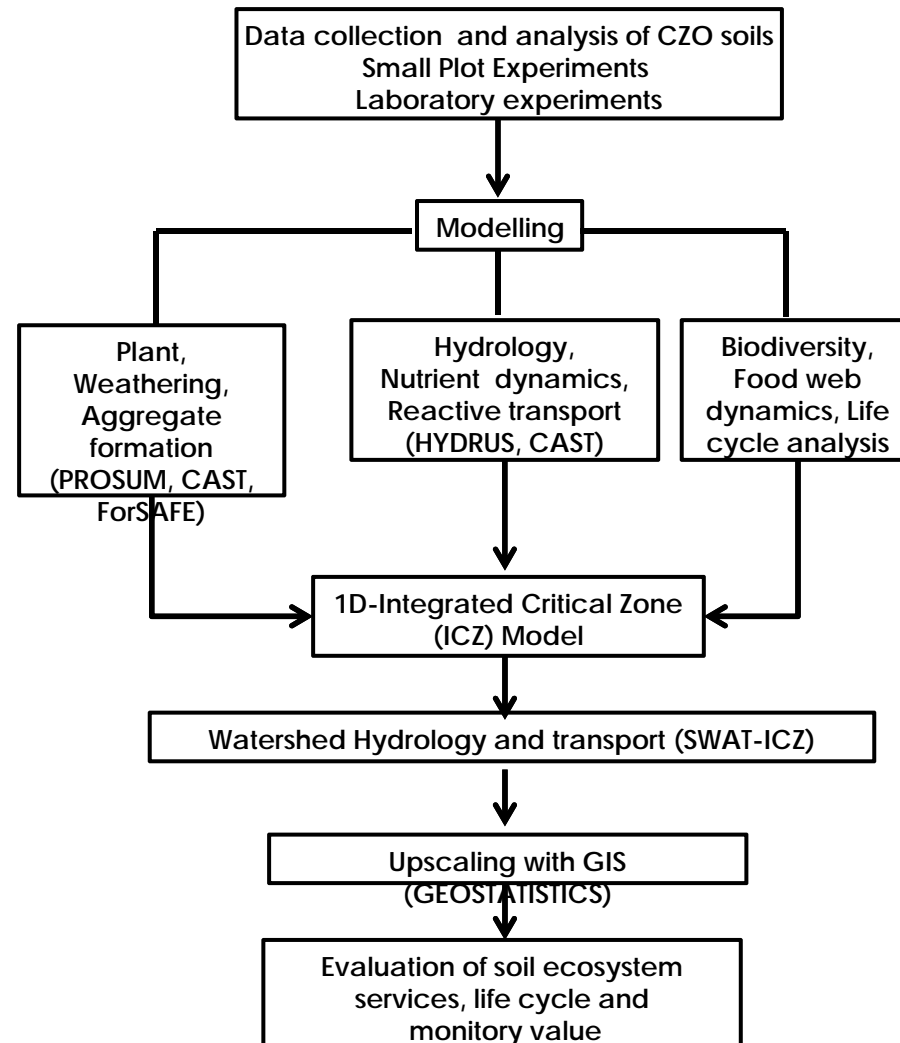 Data collection and analysis of CZO soils
Small Plot Experiments
Laboratory experiments
Modelling
Plant,
Weathering,
Aggregate
formation
(PROSUM, CAST,
ForSAFE)
Hydrology,
Nutrient dynamics,
Reactive transport
(HYDRUS, CAST)
Biodiversity,
Food web
dynamics, Life
cycle analysis
1D-Integrated Critical Zone
(ICZ) Model
Watershed Hydrology and transport (SWAT-ICZ)
Upscaling with GIS
(GEOSTATISTICS)
Evaluation of soil ecosystem
services, life cycle and
monitory value